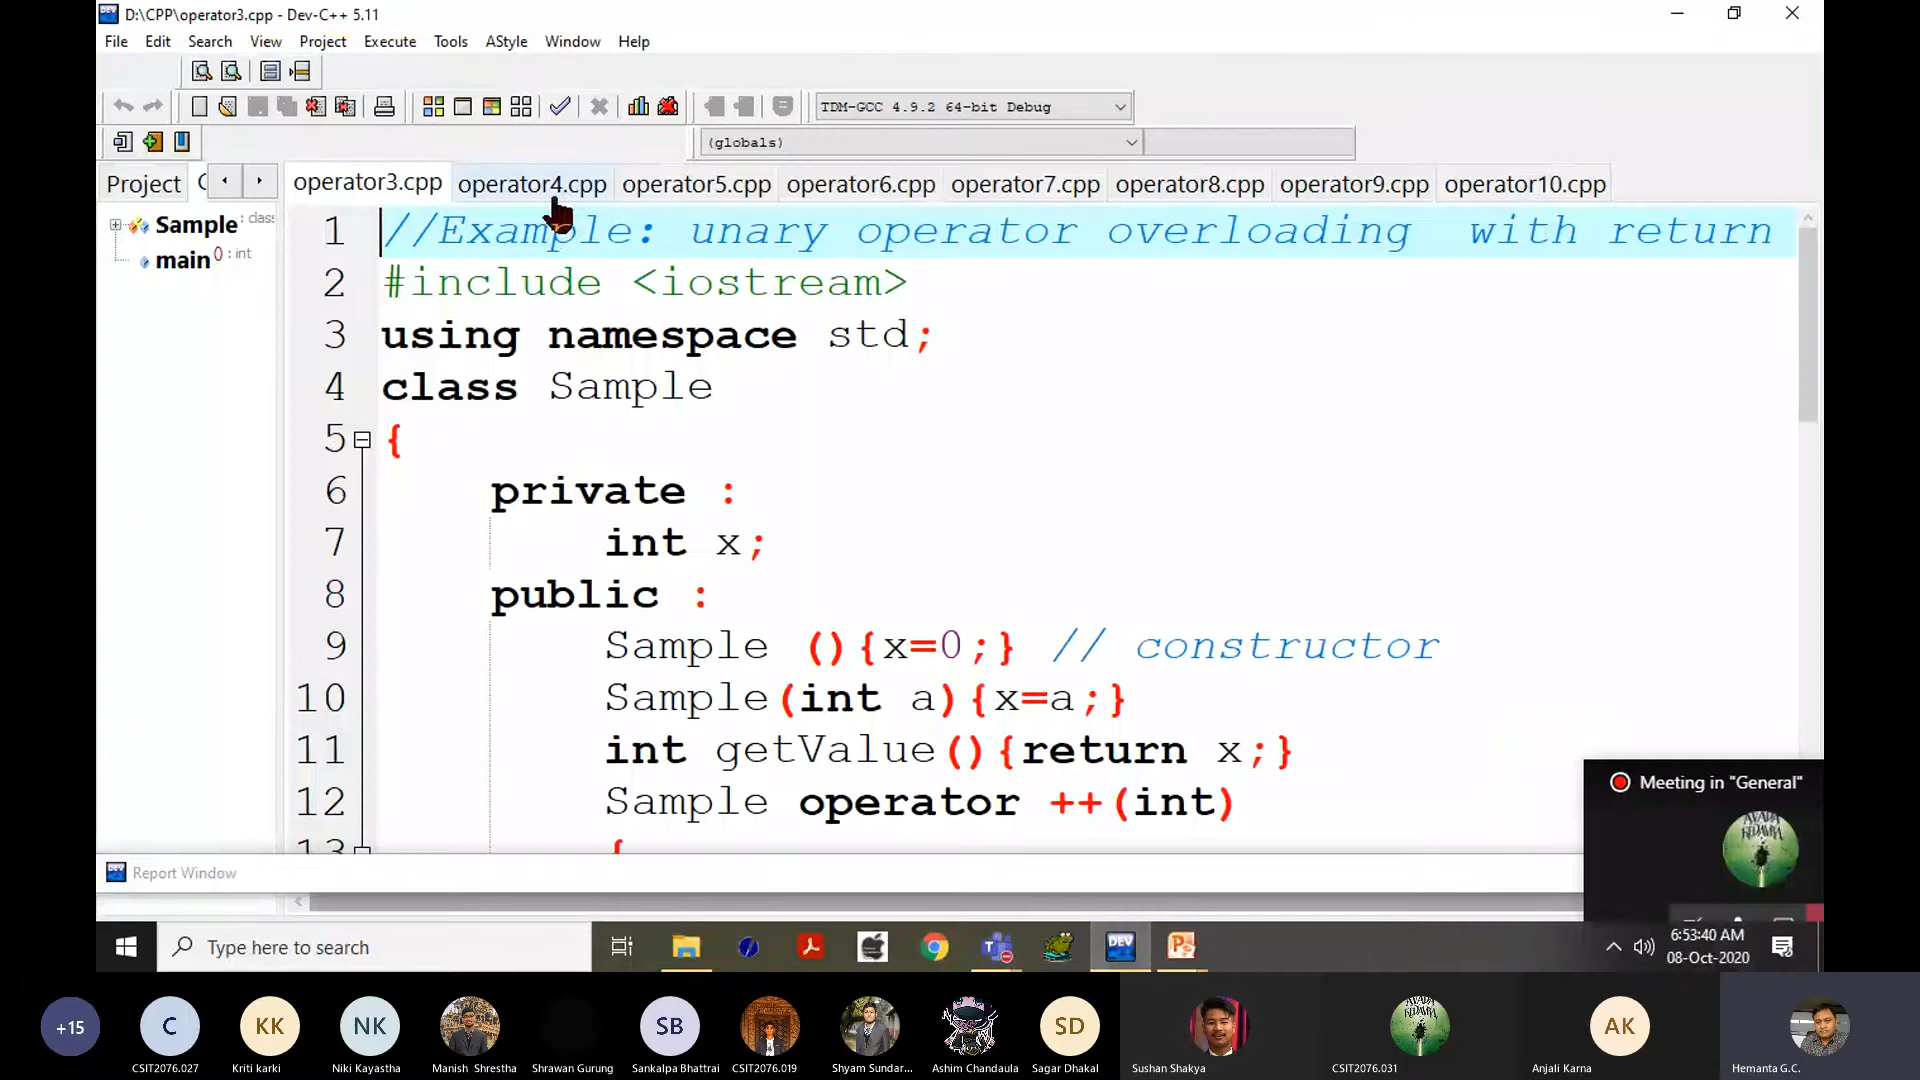 D:\CPP\operator3.cpp - Dev-C++ 5.11
File Edit Search View Project Execute Tools AStyle Window Help
TDM-GCC 4.9.2 64-bit Debug
(globals)
Project operator3.cpp operator4.cpp operator5.cpp operator6.cpp operator7.cpp operator8.cpp operator9.cpp operator10.cpp
Sample : class
main () : int
1 //Example: unary operator overloading with return
2 #include <iostream>
3 using namespace std;
4 class Sample
5 {
6 private :
7 int x;
8 public :
9 Sample (){x=0;} // constructor
10 Sample(int a){x=a;}
11 int getValue(){return x;}
12 Sample operator ++(int)
13 {
Report Window
Meeting in "General"
AVADA KEDAVRA
Type here to search
DEV
6:53:40 AM
08-Oct-2020
+15 C KK NK SB SD AK
CSIT2076.027 Kriti karki Niki Kayastha Manish Shrestha Shrawan Gurung Sankalpa Bhattrai CSIT2076.019 Shyam Sundar... Ashim Chandaula Sagar Dhakal Sushan Shakya CSIT2076.031 Anjali Karna Hemanta G.C.